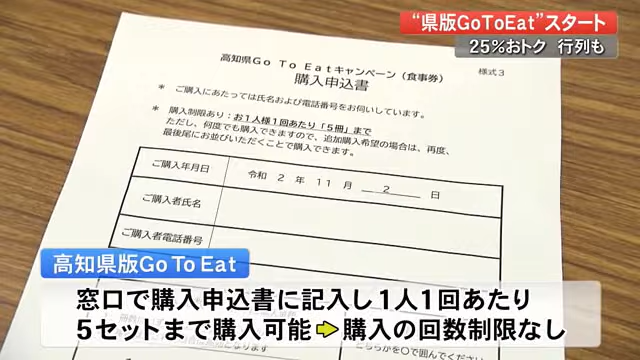 “県版GoToEat”スタート
25%おトク 行列も
様式3
高知県Go To Eatキャンペーン(食事券)
購入申込書
* ご購入にあたっては氏名および電話番号をお伺いしています。
* 購入制限あり:お1人様1回あたり「5冊」まで
ただし、何度でも購入できますので、追加購入希望の場合は、再度、
最後尾にお並びいただくことで購入できます。
ご購入年月日
令和 2 年 11 月 2 日
ご購入者氏名
ご購入者電話番号
高知県版Go To Eat
窓口で購入申込書に記入し1人1回あたり
5セットまで購入可能⇨購入の回数制限なし